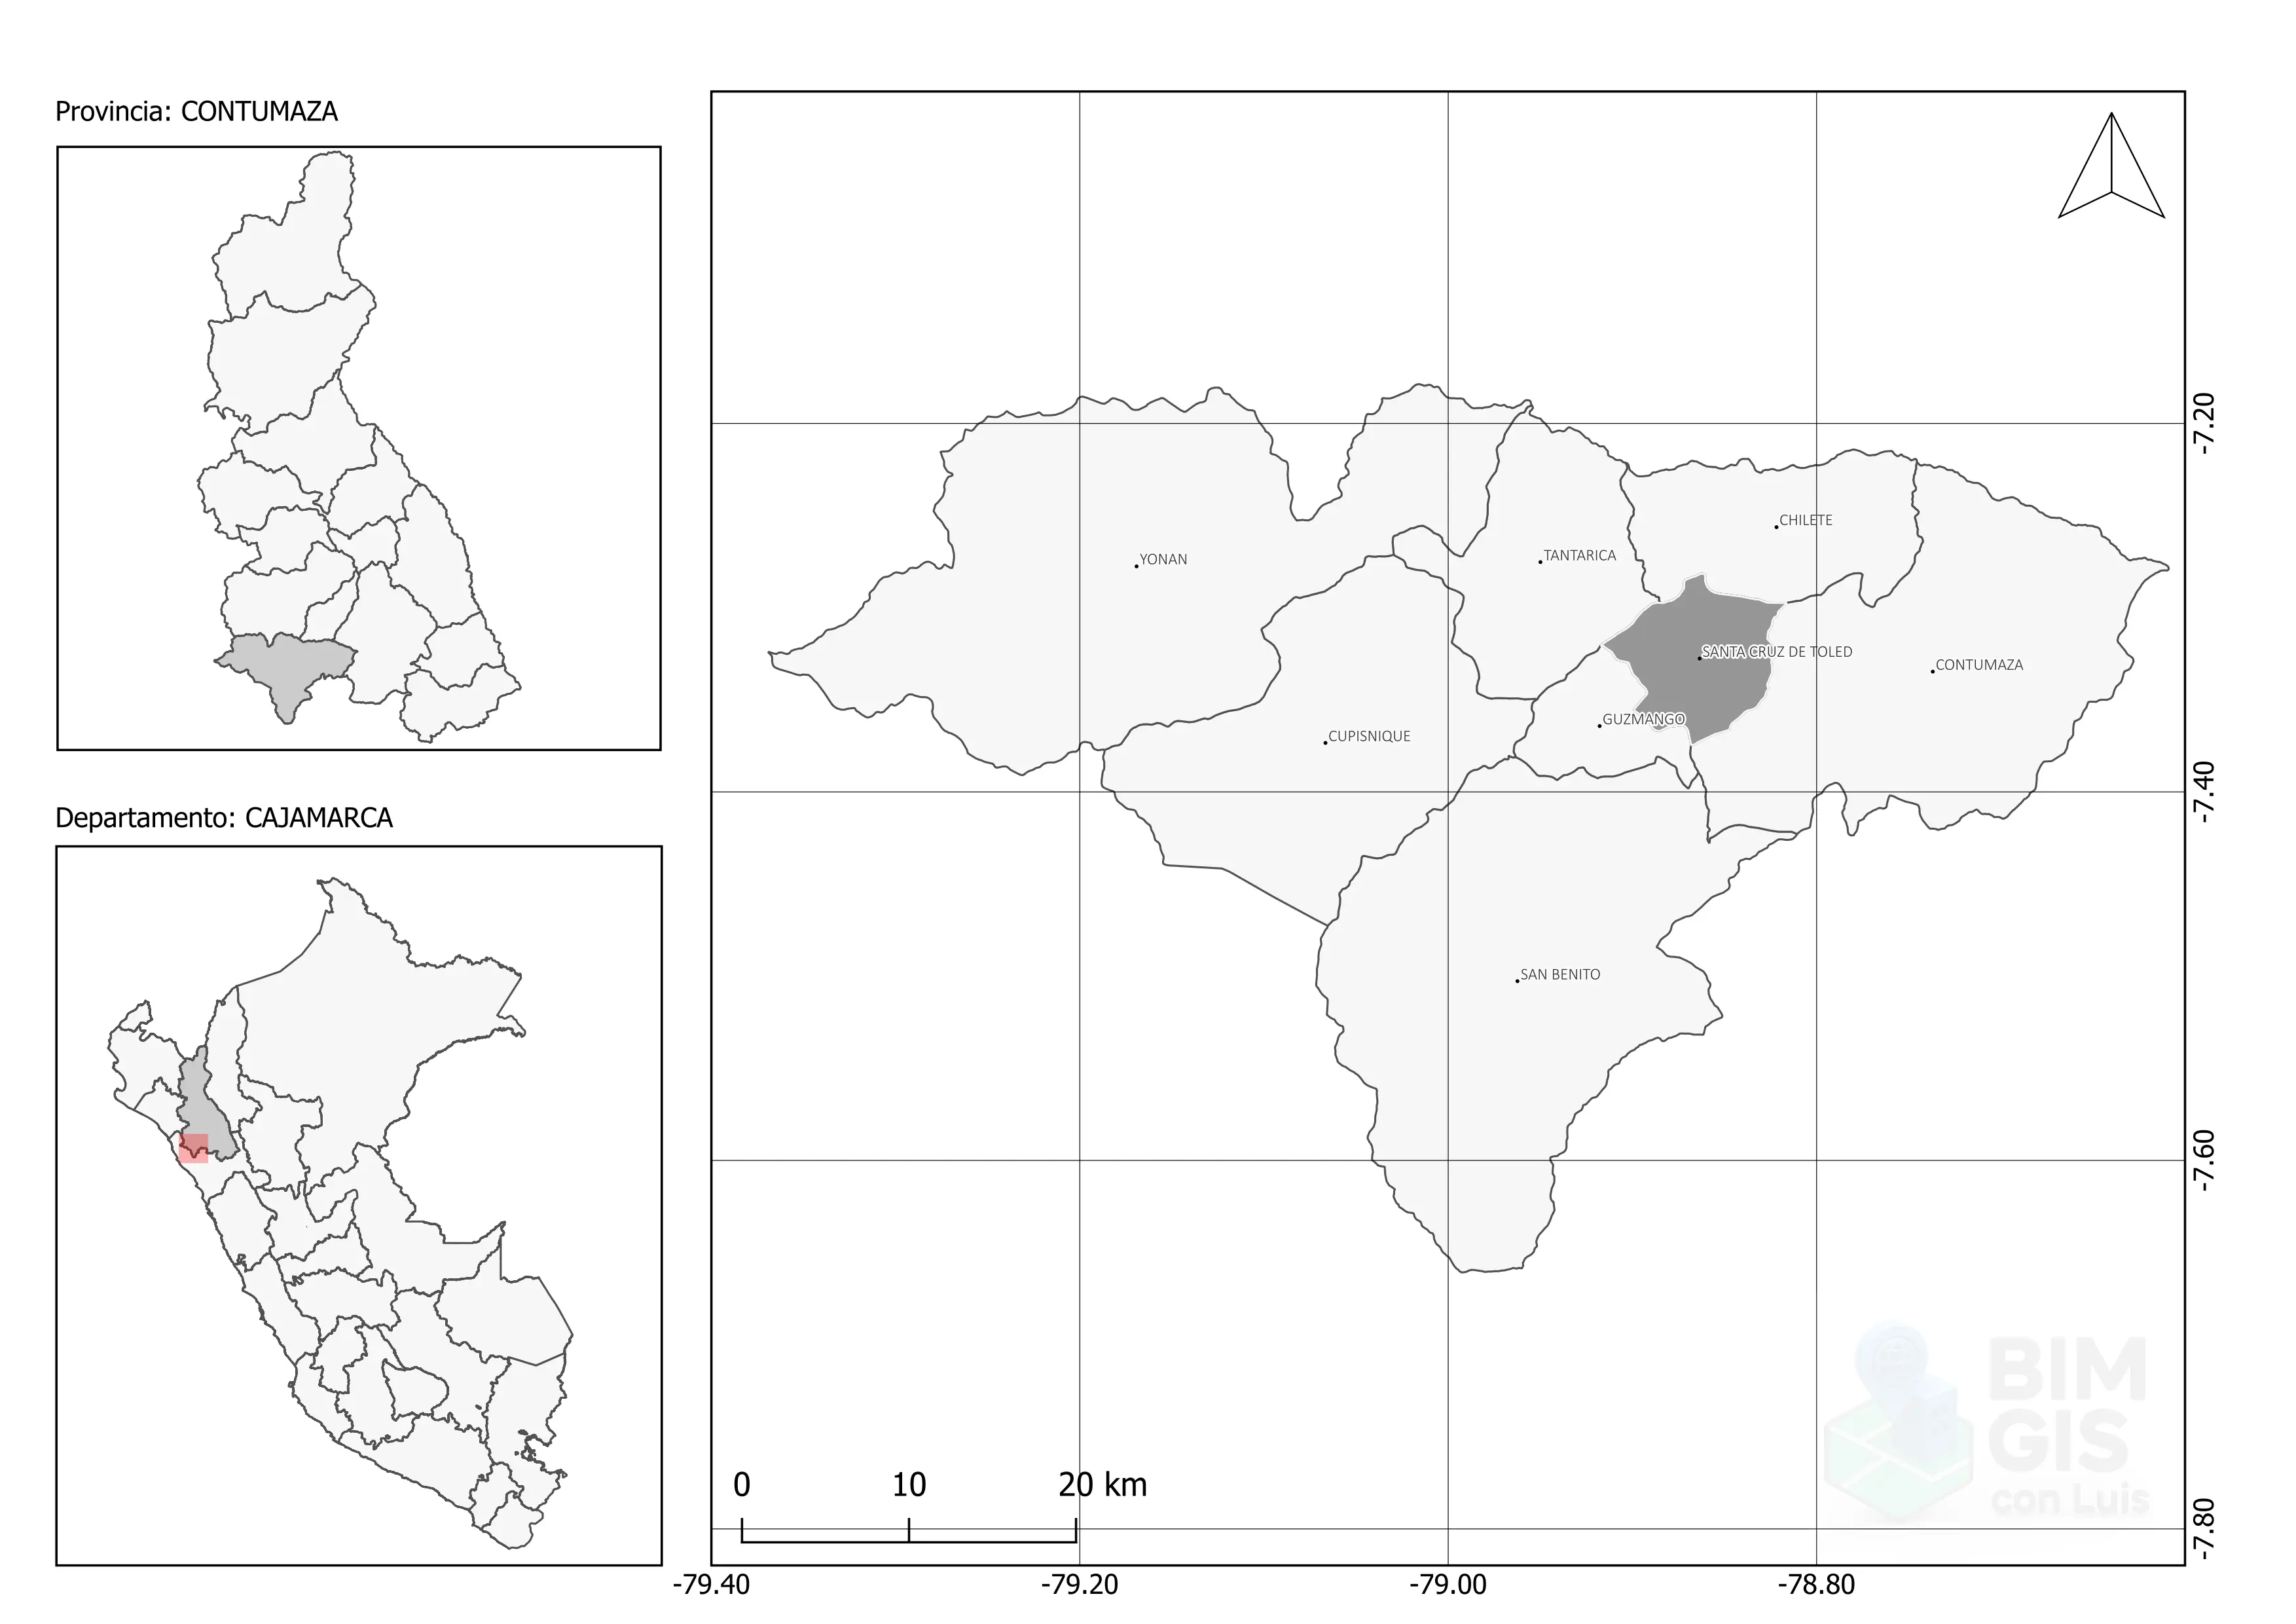 Provincia: CONTUMAZA
Departamento: CAJAMARCA
YONAN
TANTARICA
CHILETE
SANTA CRUZ DE TOLED
CONTUMAZA
GUZMANGO
CUPISNIQUE
SAN BENITO
0 10 20 km
-79.40 -79.20 -79.00 -78.80
-7.20
-7.40
-7.60
-7.80
BIM
GIS
con Luis